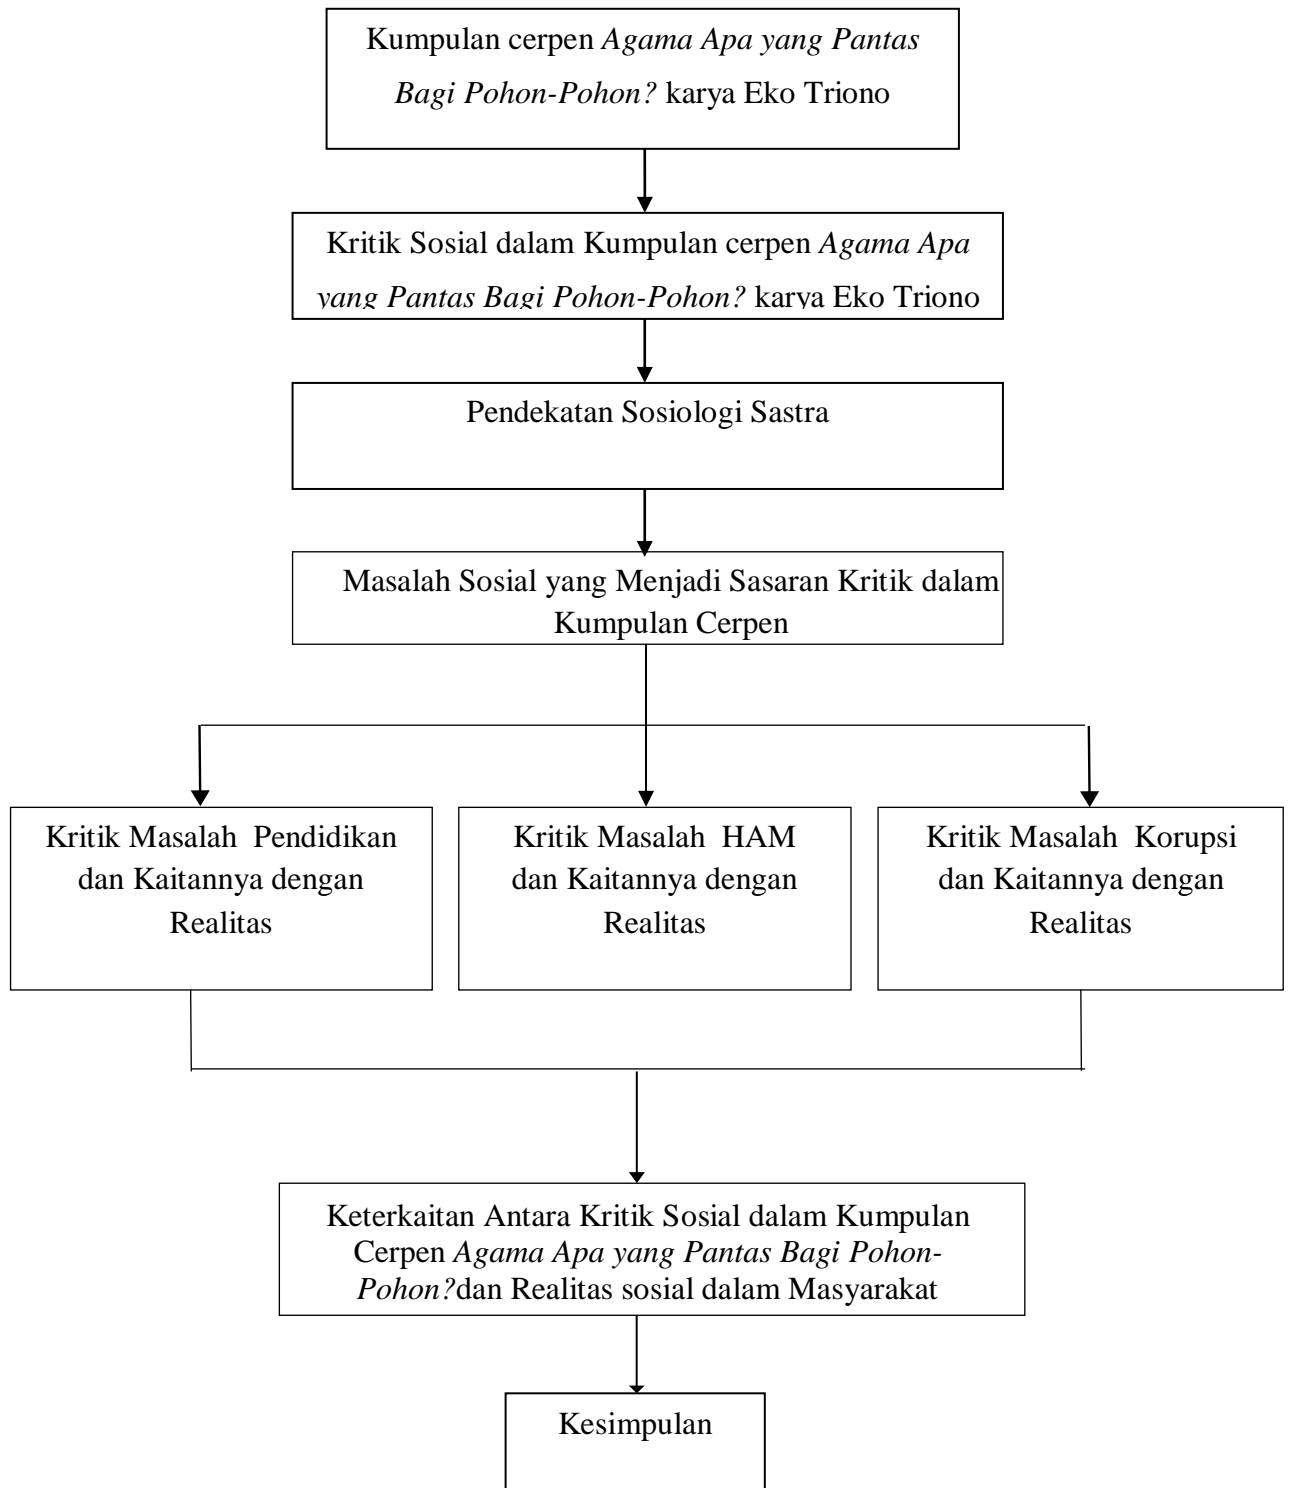 Kumpulan cerpen Agama Apa yang Pantas
Bagi Pohon-Pohon? karya Eko Triono
Kritik Sosial dalam Kumpulan cerpen Agama Apa
yang Pantas Bagi Pohon-Pohon? karya Eko Triono
Pendekatan Sosiologi Sastra
Masalah Sosial yang Menjadi Sasaran Kritik dalam
Kumpulan Cerpen
Kritik Masalah Pendidikan
dan Kaitannya dengan
Realitas
Kritik Masalah HAM
dan Kaitannya dengan
Realitas
Kritik Masalah Korupsi
dan Kaitannya dengan
Realitas
Keterkaitan Antara Kritik Sosial dalam Kumpulan
Cerpen Agama Apa yang Pantas Bagi Pohon-
Pohon?dan Realitas sosial dalam Masyarakat
Kesimpulan